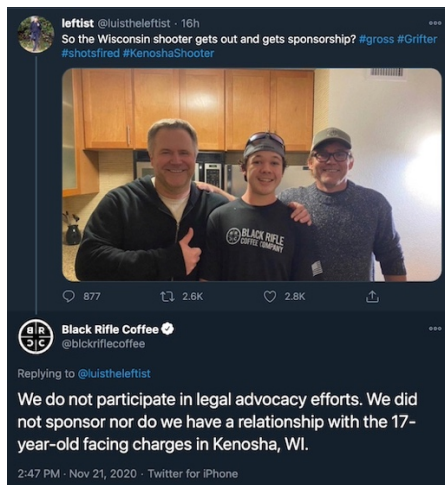 leftist @luistheleftist · 16h
So the Wisconsin shooter gets out and gets sponsorship? #gross #Grifter
#shotsfired #KenoshaShooter
BLACK RIFLE
COFFEE COMPANY
877 2.6K 2.8K
B R
C C
Black Rifle Coffee
@blckriflecoffee
Replying to @luistheleftist
We do not participate in legal advocacy efforts. We did
not sponsor nor do we have a relationship with the 17-
year-old facing charges in Kenosha, WI.
2:47 PM · Nov 21, 2020 · Twitter for iPhone